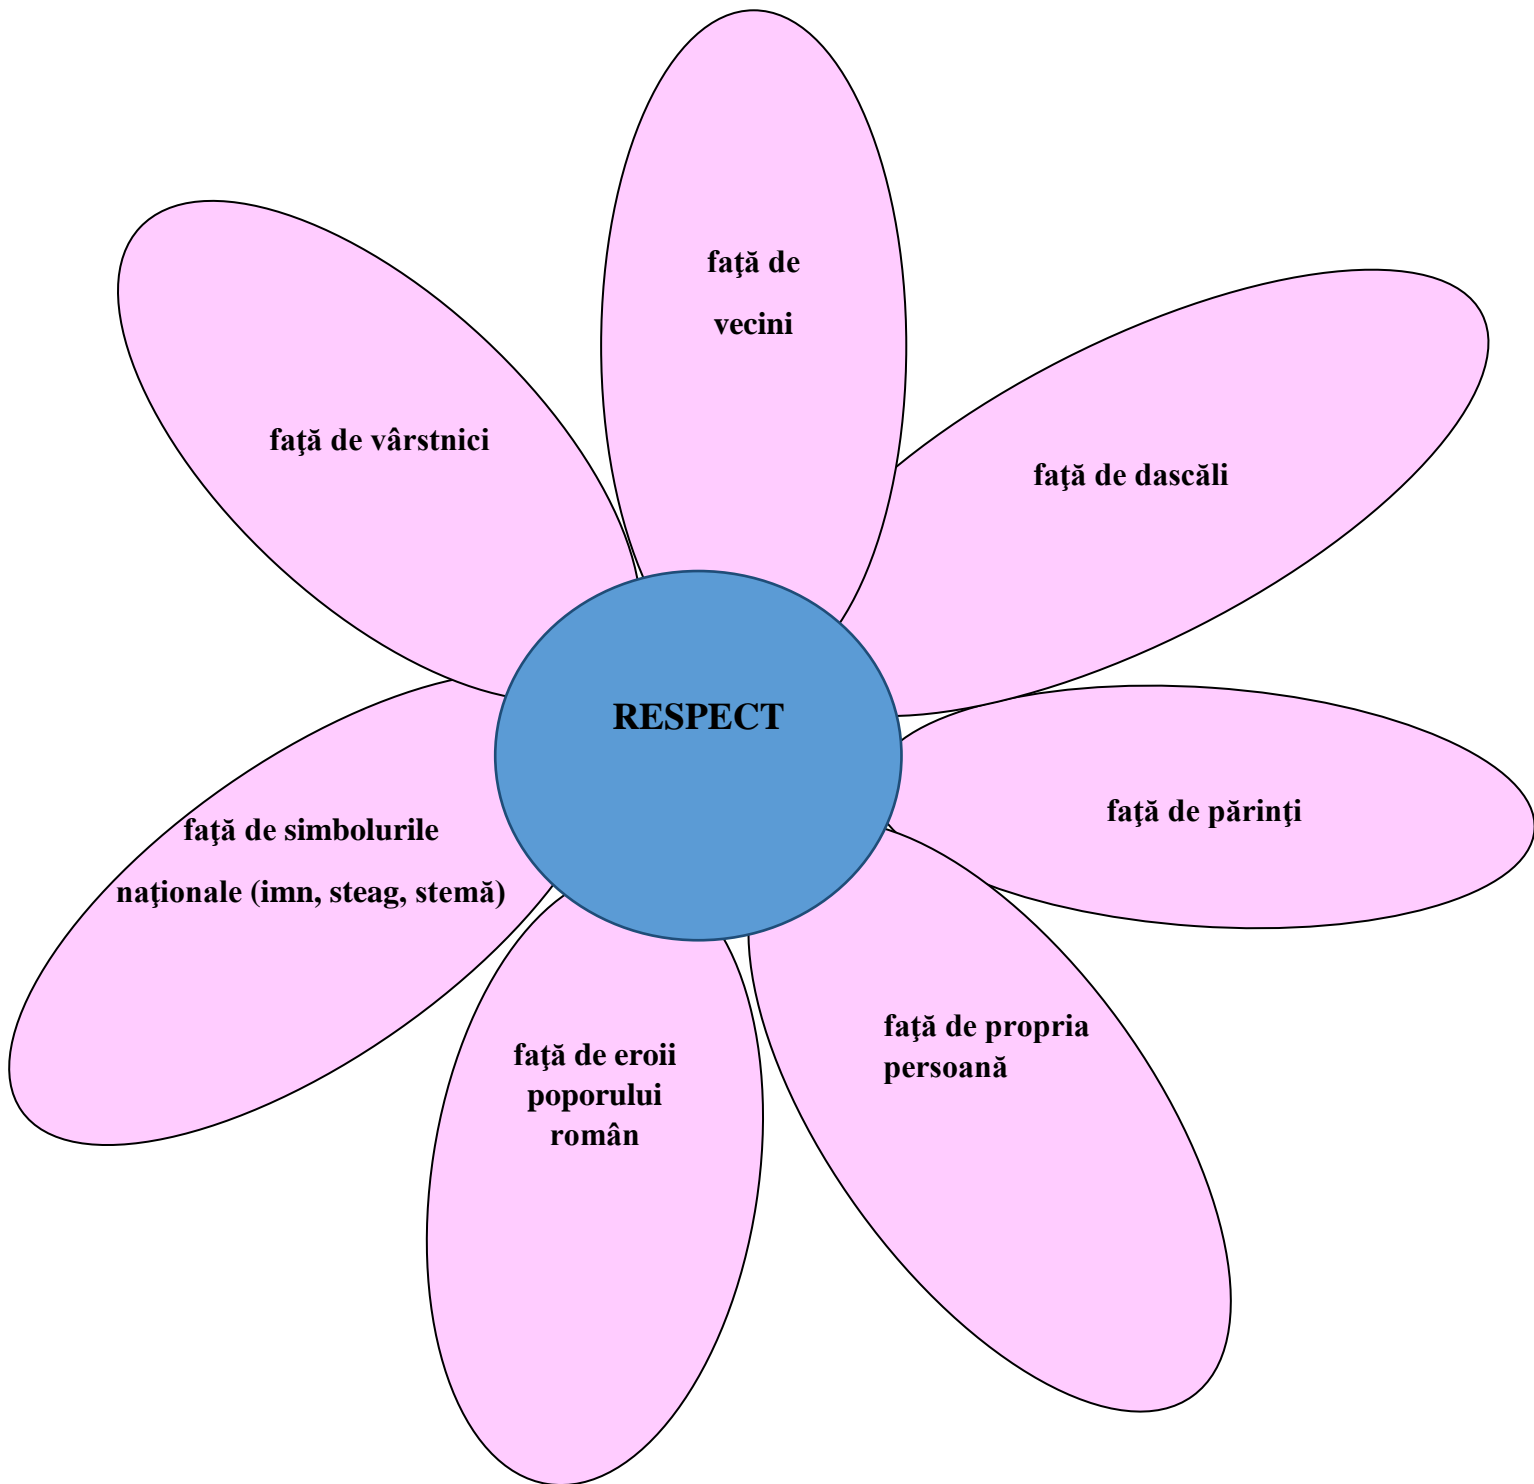 faţă de
vecini
faţă de vârstnici
faţă de dascăli
RESPECT
faţă de părinţi
faţă de simbolurile
naţionale (imn, steag, stemă)
faţă de propria
persoană
faţă de eroii
poporului
român